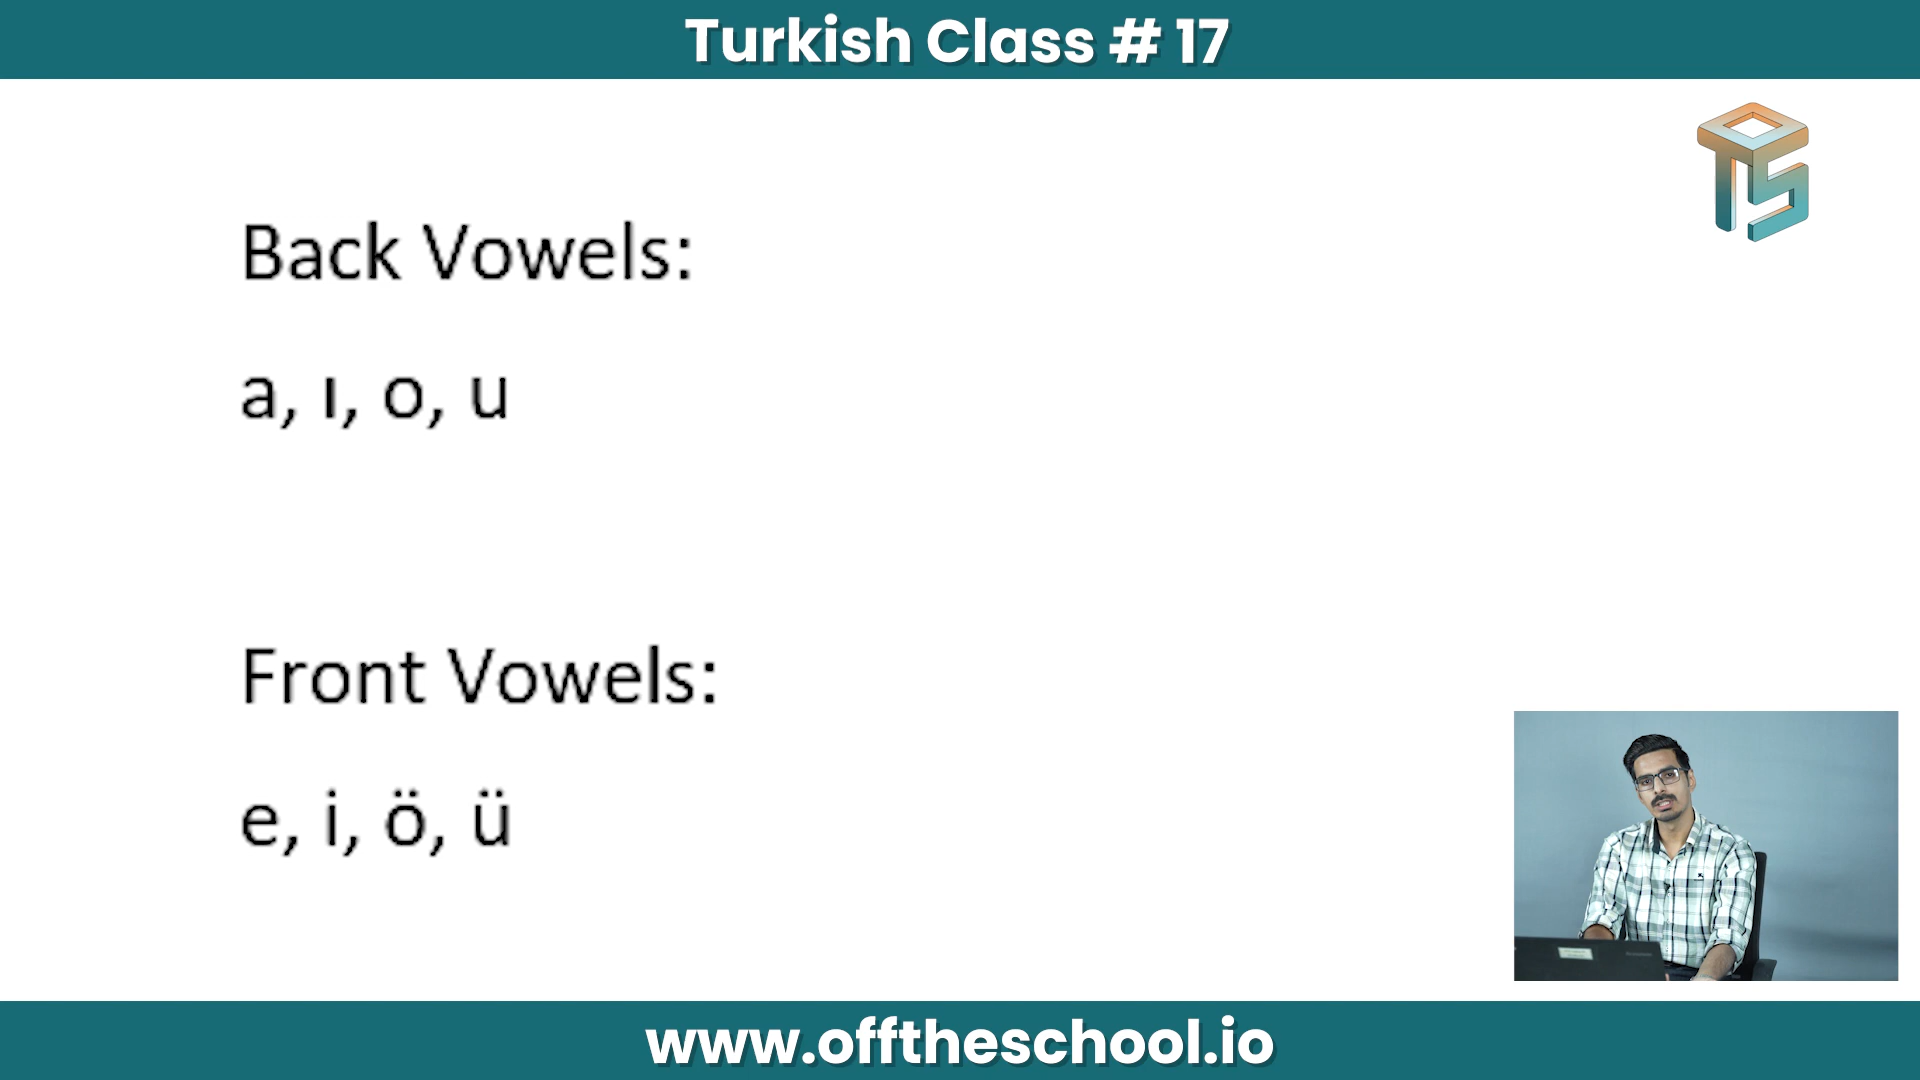 Turkish Class # 17
Back Vowels:
a, ı, o, u
Front Vowels:
e, i, ö, ü
www.offtheschool.io